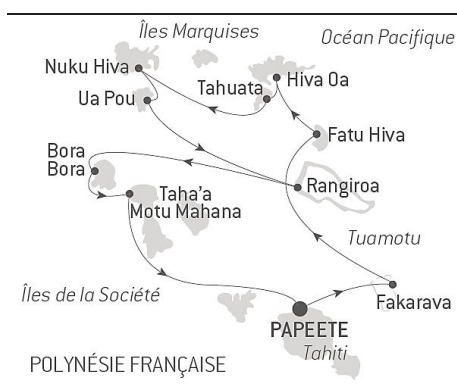 Îles Marquises
Océan Pacifique
Nuku Hiva
Hiva Oa
Tahuata
Ua Pou
Fatu Hiva
Bora
Bora
Taha'a
Motu Mahana
Rangiroa
Tuamotu
Îles de la Société
Fakarava
PAPEETE
Tahiti
POLYNÉSIE FRANÇAISE